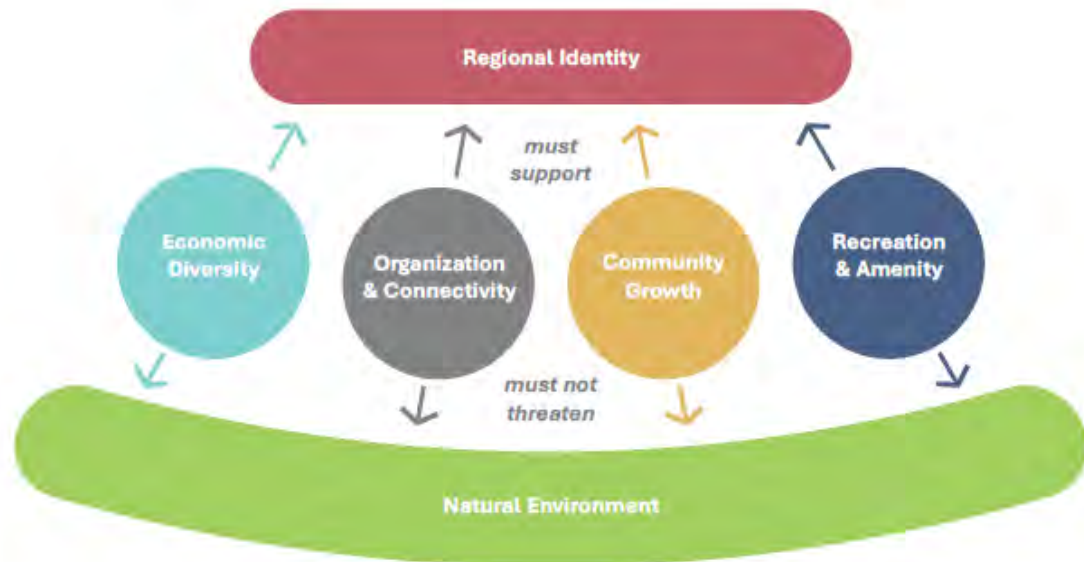 Regional Identity
must
support
Economic
Diversity
Organization
& Connectivity
Community
Growth
Recreation
& Amenity
must not
threaten
Natural Environment